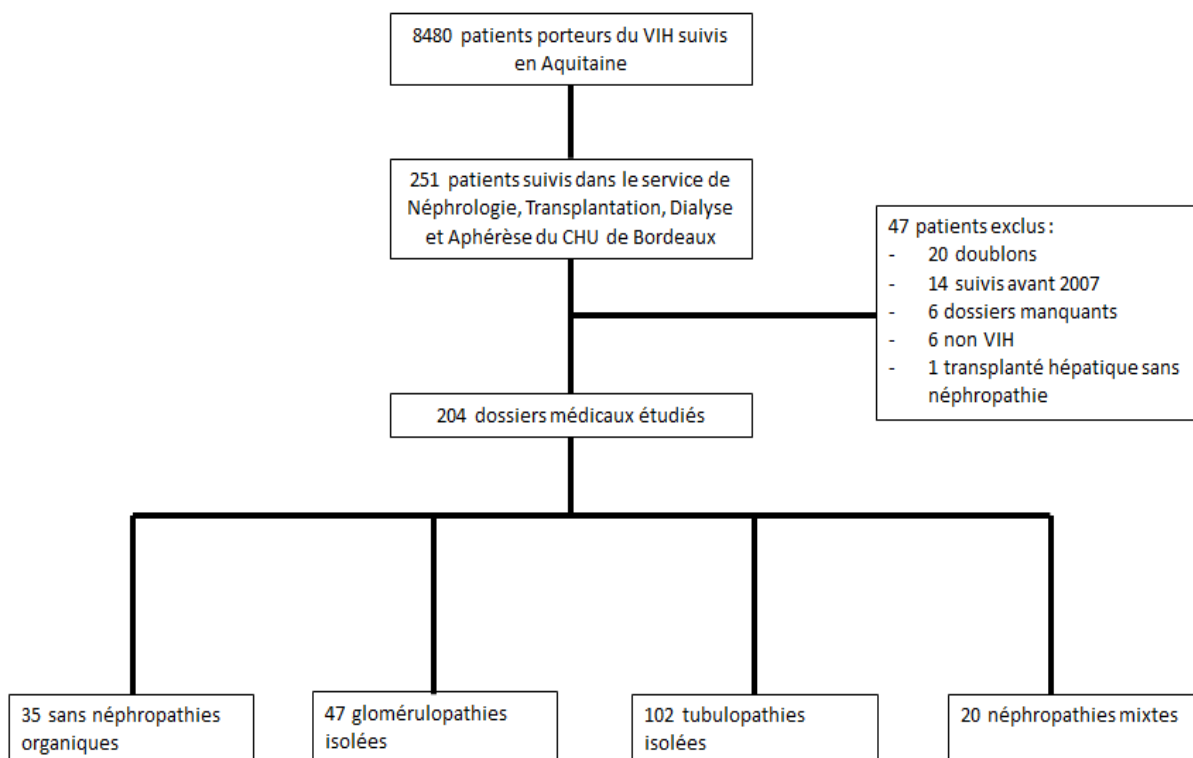 8480 patients porteurs du VIH suivis
en Aquitaine
251 patients suivis dans le service de
Néphrologie, Transplantation, Dialyse
et Aphérèse du CHU de Bordeaux
47 patients exclus :
- 20 doublons
- 14 suivis avant 2007
- 6 dossiers manquants
- 6 non VIH
- 1 transplanté hépatique sans
néphropathie
204 dossiers médicaux étudiés
35 sans néphropathies
organiques
47 glomérulopathies
isolées
102 tubulopathies
isolées
20 néphropathies mixtes